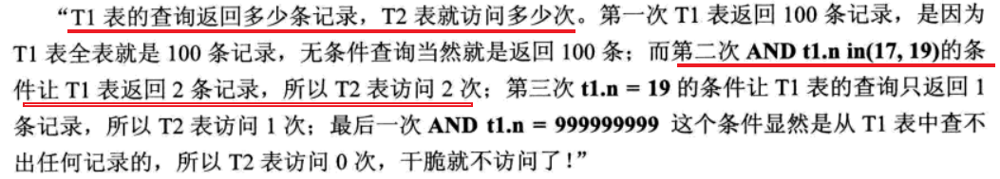 “T1 表的查询返回多少条记录，T2 表就访问多少次。第一次 T1 表返回 100 条记录，是因为
T1 表全表就是 100 条记录，无条件查询当然就是返回 100 条；而第二次 AND t1.n in(17, 19)的条
件让 T1 表返回 2 条记录，所以 T2 表访问 2 次；第三次 t1.n = 19 的条件让 T1 表的查询只返回 1
条记录，所以 T2 表访问 1 次；最后一次 AND t1.n = 999999999 这个条件显然是从 T1 表中查不
出任何记录的，所以 T2 表访问 0 次，干脆就不访问了！”